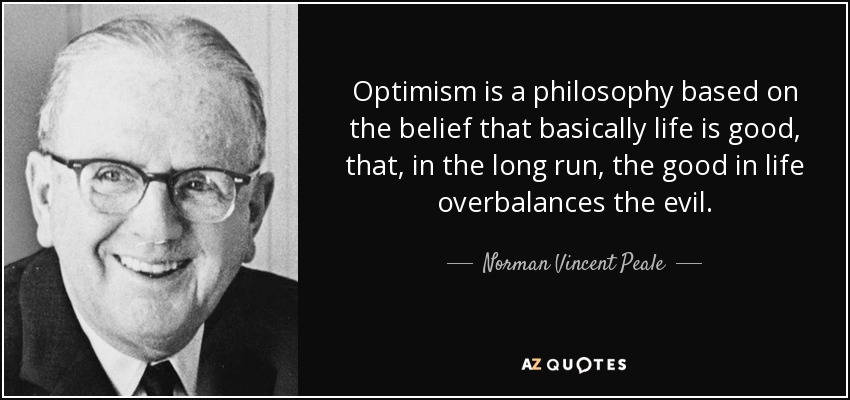 Optimism is a philosophy based on
the belief that basically life is good,
that, in the long run, the good in life
overbalances the evil.
Norman Vincent Peale
AZ QUOTES